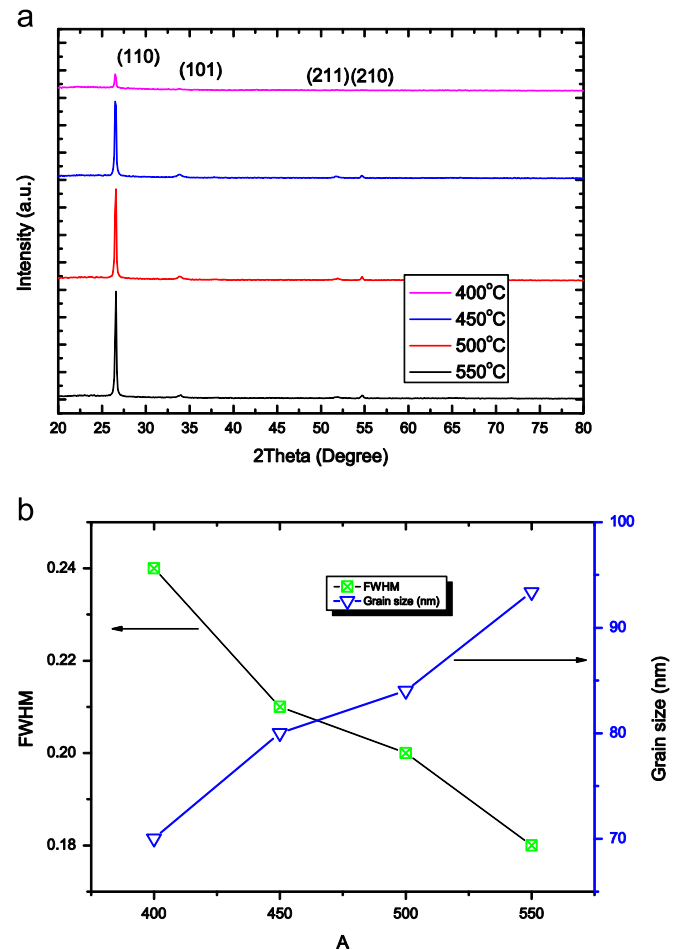 a
(110)
(101)
(211) (210)
Intensity (a.u.)
400°C
450°C
500°C
550°C
20 25 30 35 40 45 50 55 60 65 70 75 80
2Theta (Degree)
b
100
0.24
FWHM
Grain size (nm)
90
0.22
FWHM
Grain size (nm)
0.20
80
0.18
70
400 450 500 550
A